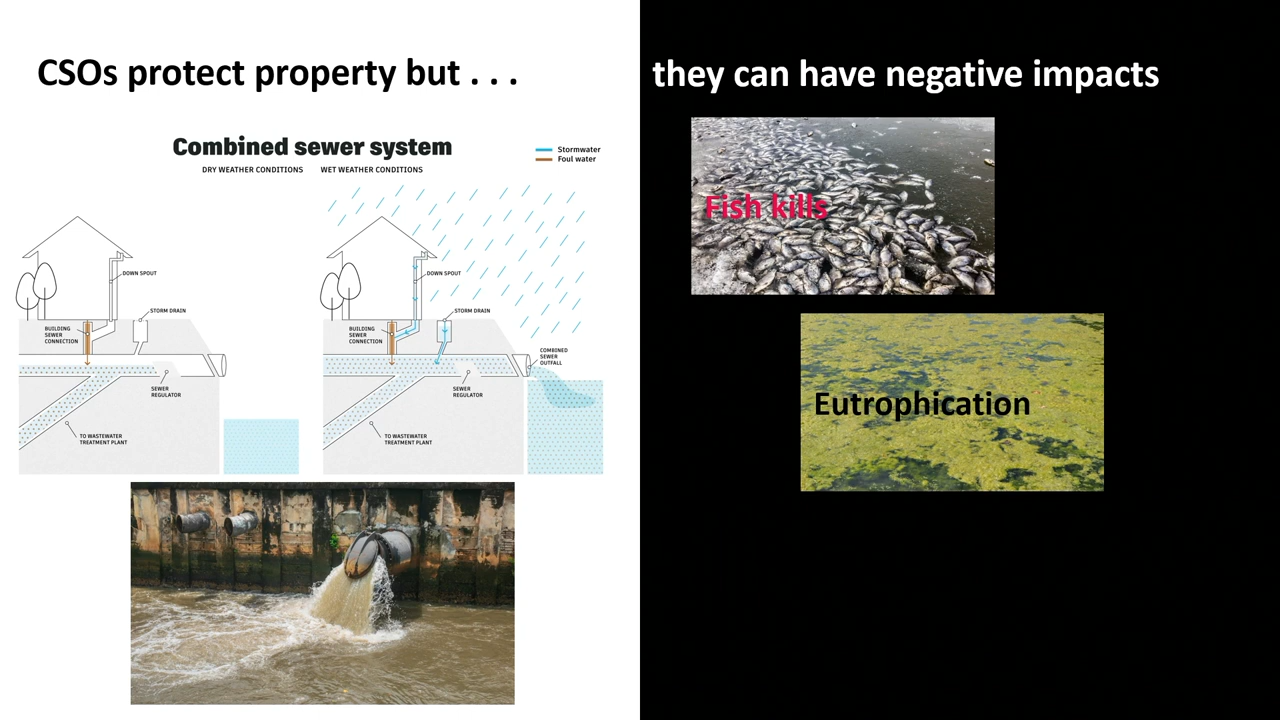 CSOs protect property but . . .
they can have negative impacts
Combined sewer system
DRY WEATHER CONDITIONS
WET WEATHER CONDITIONS
Stormwater
Foul water
DOWN SPOUT
STORM DRAIN
BUILDING
SEWER
CONNECTION
SEWER
REGULATOR
TO WASTEWATER
TREATMENT PLANT
DOWN SPOUT
STORM DRAIN
BUILDING
SEWER
CONNECTION
COMBINED
SEWER
OUTFALL
SEWER
REGULATOR
TO WASTEWATER
TREATMENT PLANT
Fish kills
Eutrophication